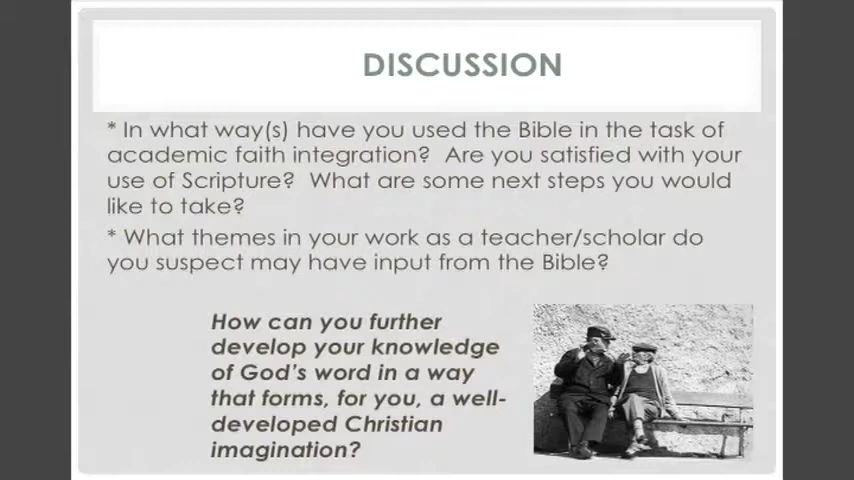 DISCUSSION
* In what way(s) have you used the Bible in the task of
academic faith integration?  Are you satisfied with your
use of Scripture?  What are some next steps you would
like to take?
* What themes in your work as a teacher/scholar do
you suspect may have input from the Bible?
How can you further
develop your knowledge
of God’s word in a way
that forms, for you, a well-
developed Christian
imagination?